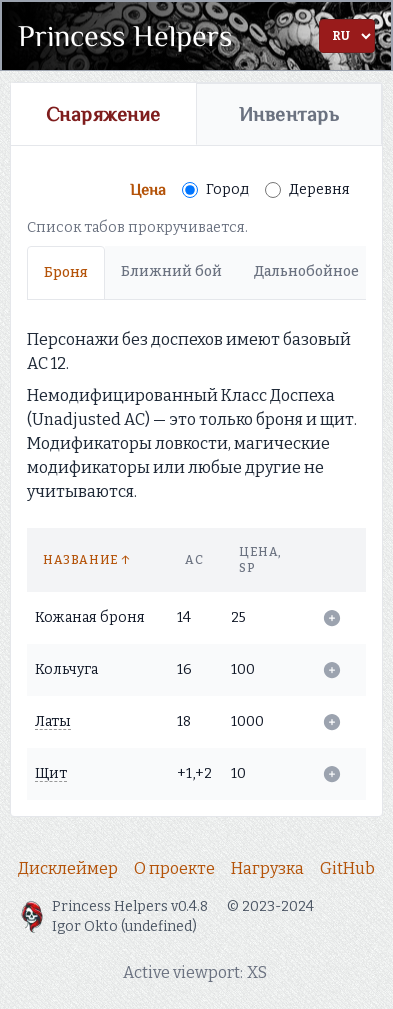 Princess Helpers
RU
Снаряжение
Инвентарь
Цена
Город
Деревня
Список табов прокручивается.
Броня
Ближний бой
Дальнобойное
Персонажи без доспехов имеют базовый
AC 12.
Немодифицированный Класс Доспеха
(Unadjusted AC) — это только броня и щит.
Модификаторы ловкости, магические
модификаторы или любые другие не
учитываются.
НАЗВАНИЕ ↑
AC
ЦЕНА,
SP
Кожаная броня 14 25
Кольчуга 16 100
Латы 18 1000
Щит +1,+2 10
Дисклеймер О проекте Нагрузка GitHub
Princess Helpers v0.4.8 © 2023-2024
Igor Okto (undefined)
Active viewport: XS